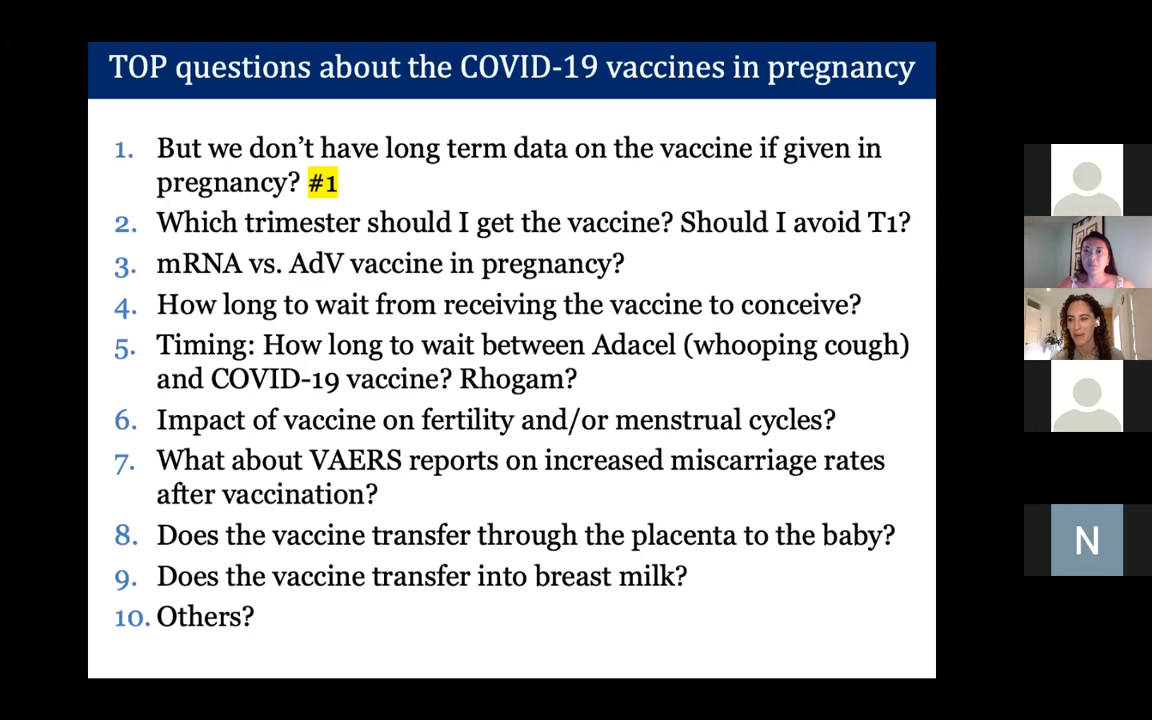 TOP questions about the COVID-19 vaccines in pregnancy
1. But we don’t have long term data on the vaccine if given in
pregnancy? #1
2. Which trimester should I get the vaccine? Should I avoid T1?
3. mRNA vs. AdV vaccine in pregnancy?
4. How long to wait from receiving the vaccine to conceive?
5. Timing: How long to wait between Adacel (whooping cough)
and COVID-19 vaccine? Rhogam?
6. Impact of vaccine on fertility and/or menstrual cycles?
7. What about VAERS reports on increased miscarriage rates
after vaccination?
8. Does the vaccine transfer through the placenta to the baby?
9. Does the vaccine transfer into breast milk?
10. Others?
N